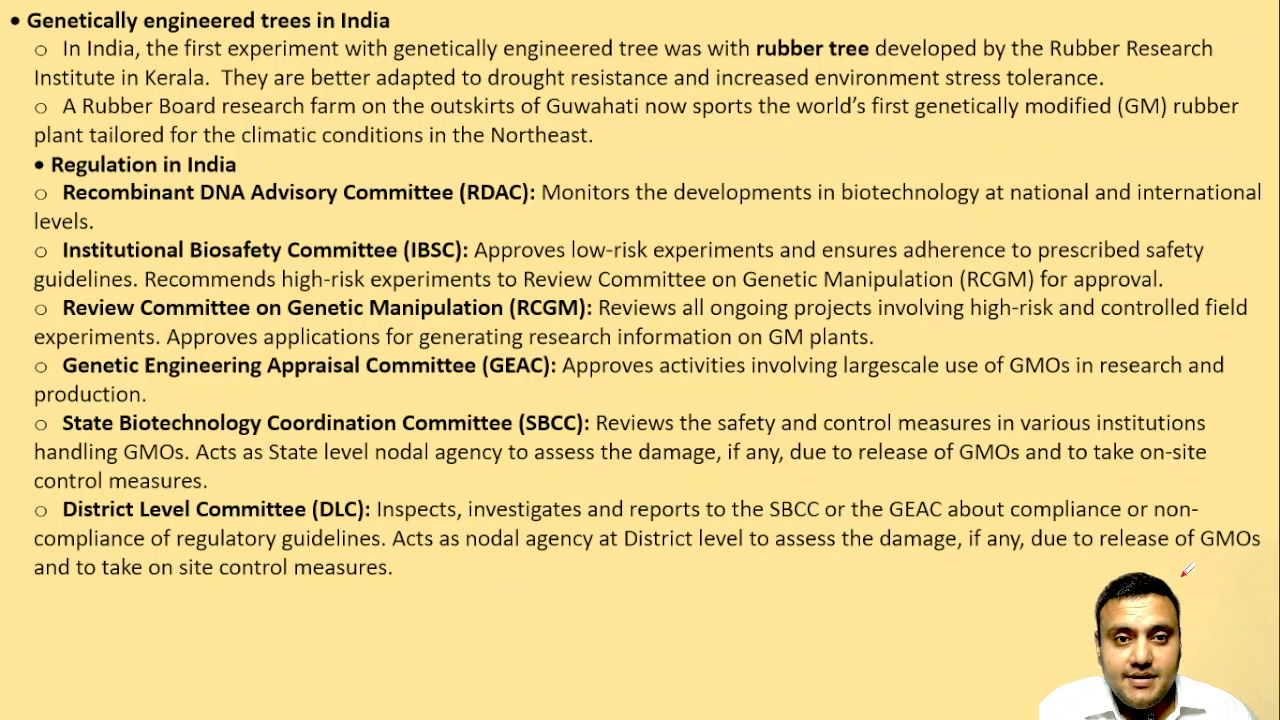 • Genetically engineered trees in India
o In India, the first experiment with genetically engineered tree was with rubber tree developed by the Rubber Research
Institute in Kerala. They are better adapted to drought resistance and increased environment stress tolerance.
o A Rubber Board research farm on the outskirts of Guwahati now sports the world’s first genetically modified (GM) rubber
plant tailored for the climatic conditions in the Northeast.
• Regulation in India
o Recombinant DNA Advisory Committee (RDAC): Monitors the developments in biotechnology at national and international
levels.
o Institutional Biosafety Committee (IBSC): Approves low-risk experiments and ensures adherence to prescribed safety
guidelines. Recommends high-risk experiments to Review Committee on Genetic Manipulation (RCGM) for approval.
o Review Committee on Genetic Manipulation (RCGM): Reviews all ongoing projects involving high-risk and controlled field
experiments. Approves applications for generating research information on GM plants.
o Genetic Engineering Appraisal Committee (GEAC): Approves activities involving largescale use of GMOs in research and
production.
o State Biotechnology Coordination Committee (SBCC): Reviews the safety and control measures in various institutions
handling GMOs. Acts as State level nodal agency to assess the damage, if any, due to release of GMOs and to take on-site
control measures.
o District Level Committee (DLC): Inspects, investigates and reports to the SBCC or the GEAC about compliance or non-
compliance of regulatory guidelines. Acts as nodal agency at District level to assess the damage, if any, due to release of GMOs
and to take on site control measures.